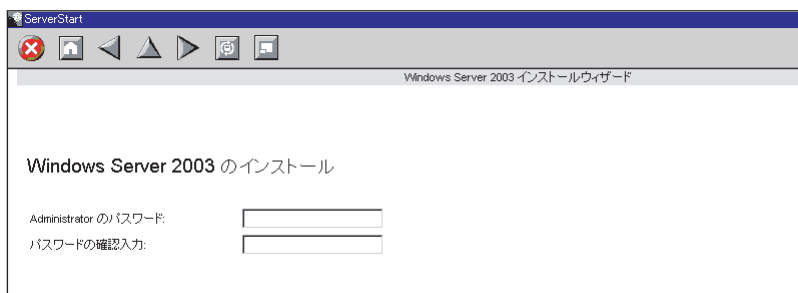 ServerStart
Windows Server 2003 インストールウィザード
Windows Server 2003 のインストール
Administrator のパスワード:
パスワードの確認入力: